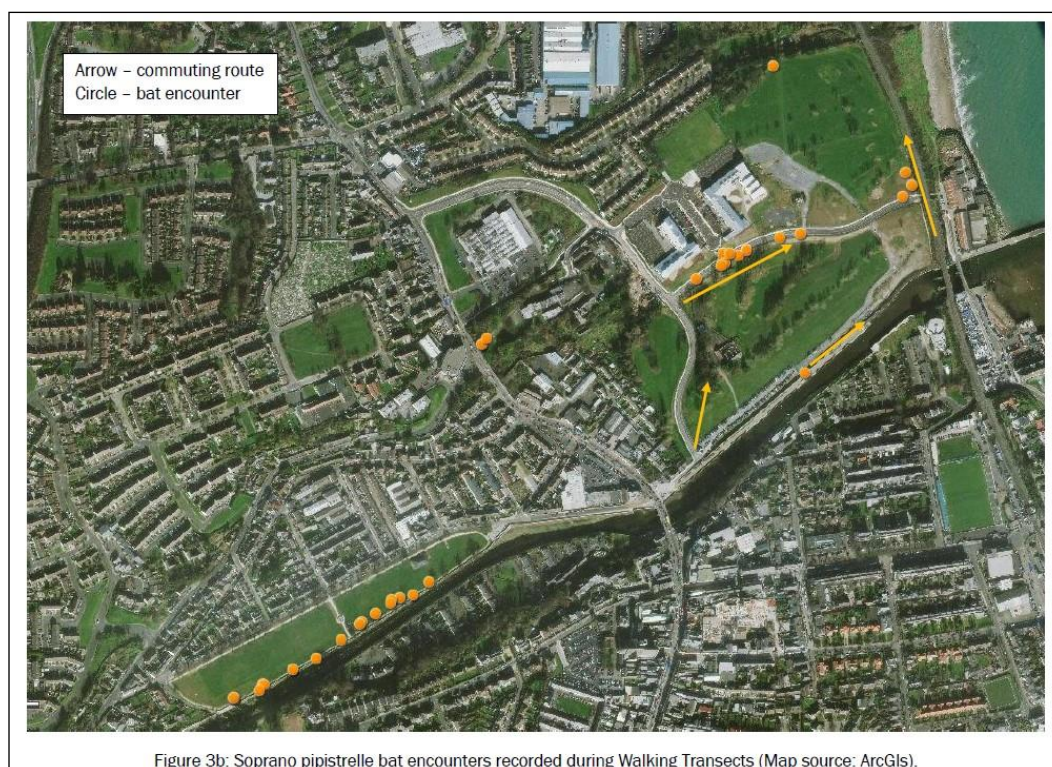 Arrow – commuting route
Circle – bat encounter
Figure 3b: Soprano pipistrelle bat encounters recorded during Walking Transects (Map source: ArcGIs).